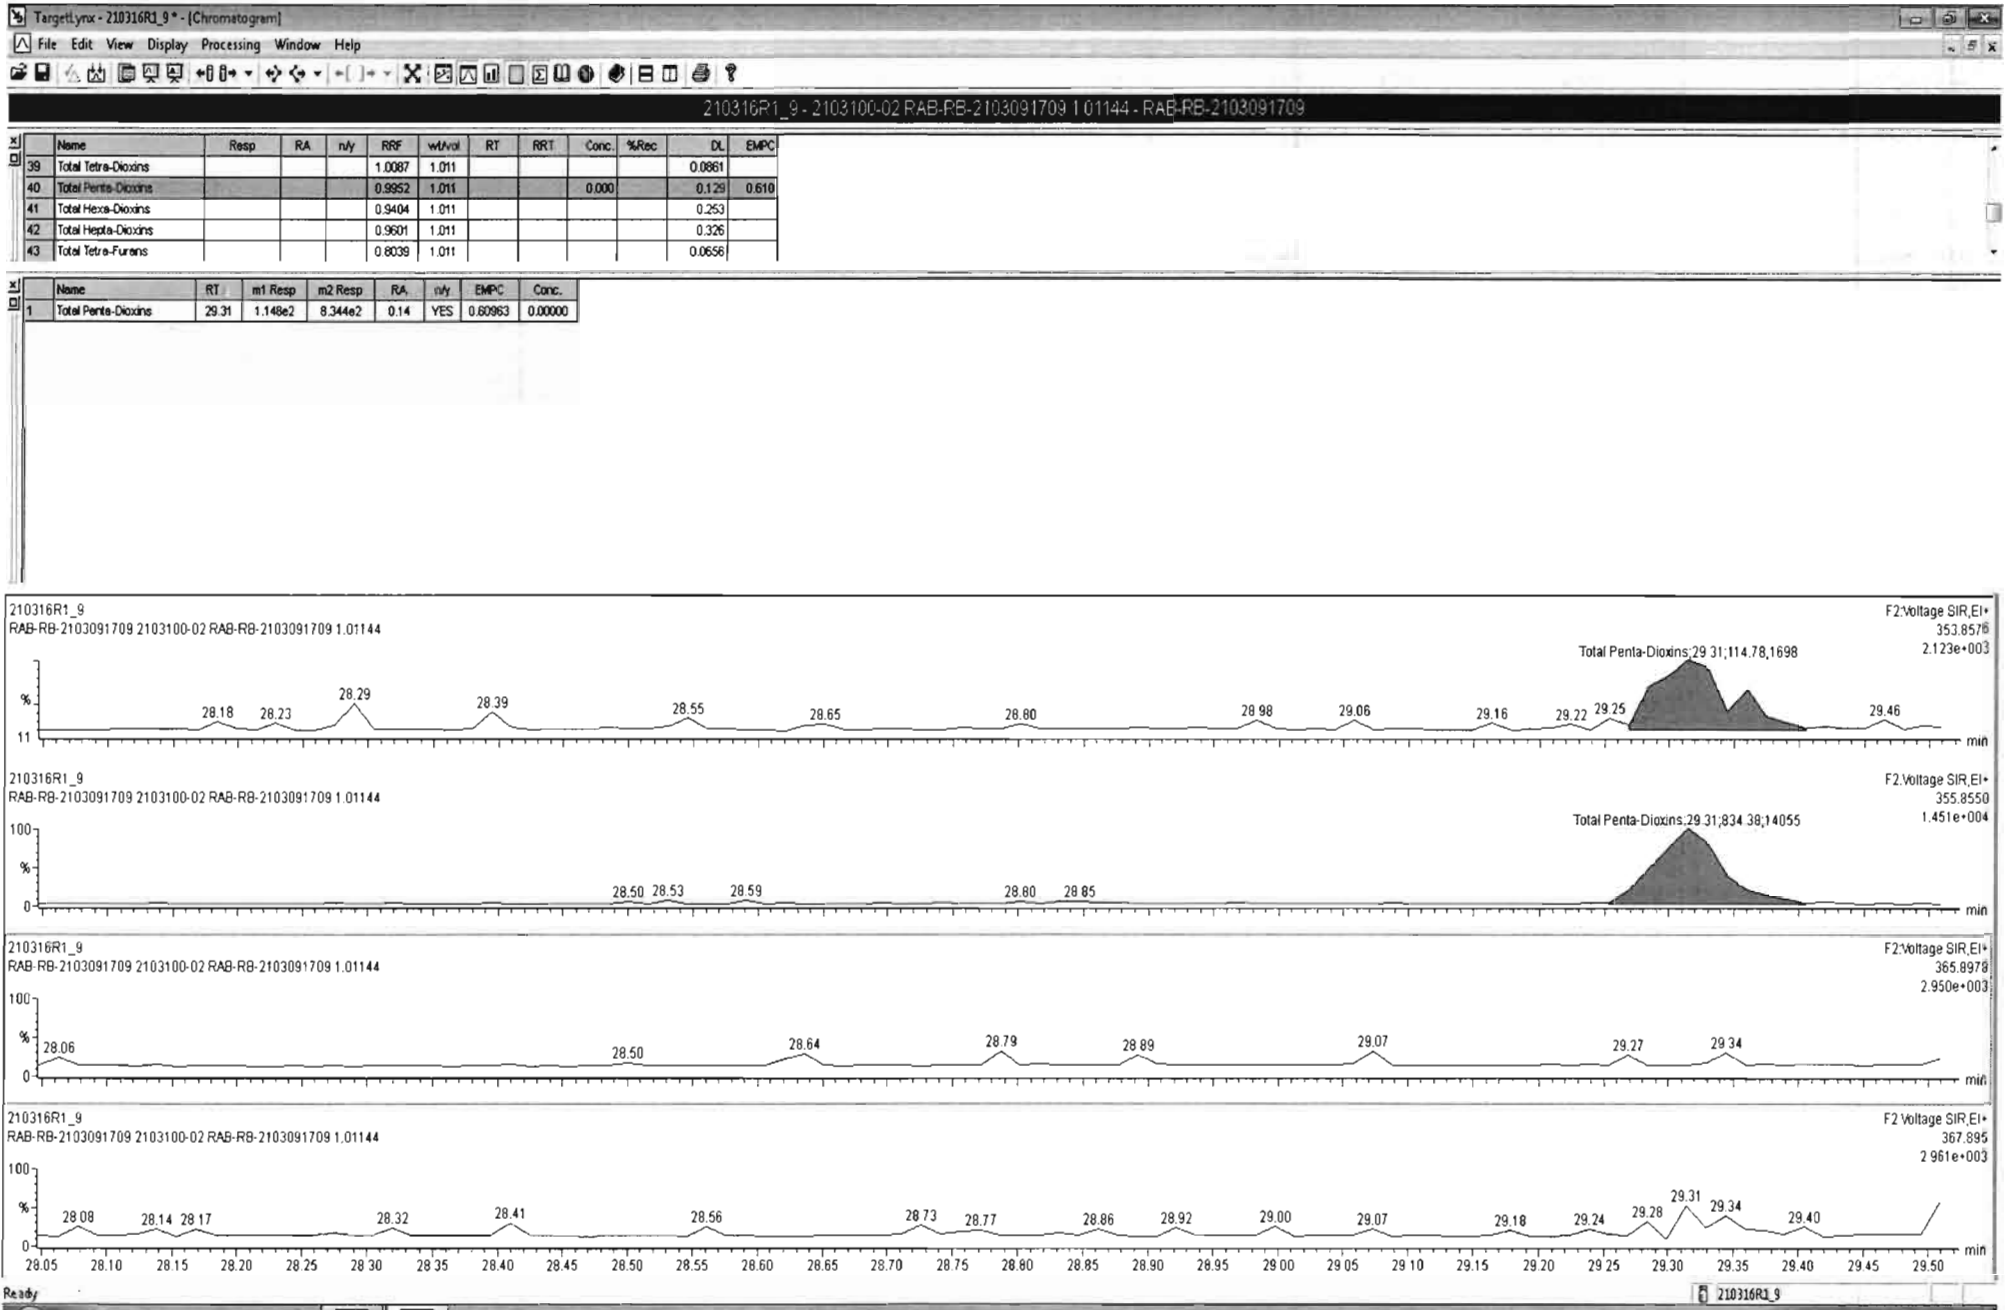 TargetLynx - 210316R1_9 * - [Chromatogram]
File Edit View Display Processing Window Help
210316R1_9 - 2103100-02 RAB-RB-2103091709 1.01144 - RAB-RB-2103091709
Name Resp RA n/y RRF wt/vol RT RRT Conc. %Rec DL EMPC
39 Total Tetra-Dioxins 1.0087 1.011 0.0861
40 Total Penta-Dioxins 0.9952 1.011 0.000 0.129 0.610
41 Total Hexa-Dioxins 0.9404 1.011 0.253
42 Total Hepta-Dioxins 0.9601 1.011 0.326
43 Total Tetra-Furans 0.8039 1.011 0.0656
Name RT m1 Resp m2 Resp RA n/y EMPC Conc.
1 Total Penta-Dioxins 29.31 1.148e2 8.344e2 0.14 YES 0.60963 0.00000
210316R1_9 F2:Voltage SIR,EI+
RAB-RB-2103091709 2103100-02 RAB-RB-2103091709 1.01144 353.8576
2.123e+003
Total Penta-Dioxins;29.31;114.78;1698
% 28.18 28.23 28.29 28.39 28.55 28.65 28.80 28.98 29.06 29.16 29.22 29.25 29.46
11 min
210316R1_9 F2:Voltage SIR,EI+
RAB-RB-2103091709 2103100-02 RAB-RB-2103091709 1.01144 355.8550
1.451e+004
100 Total Penta-Dioxins;29.31;834.38;14055
% 28.50 28.53 28.59 28.80 28.85
0 min
210316R1_9 F2:Voltage SIR,EI+
RAB-RB-2103091709 2103100-02 RAB-RB-2103091709 1.01144 365.8978
2.950e+003
100
% 28.06 28.50 28.64 28.79 28.89 29.07 29.27 29.34
0 min
210316R1_9 F2:Voltage SIR,EI+
RAB-RB-2103091709 2103100-02 RAB-RB-2103091709 1.01144 367.895
2.961e+003
100
% 28.08 28.14 28.17 28.32 28.41 28.56 28.73 28.77 28.86 28.92 29.00 29.07 29.18 29.24 29.28 29.31 29.34 29.40
0 min
28.05 28.10 28.15 28.20 28.25 28.30 28.35 28.40 28.45 28.50 28.55 28.60 28.65 28.70 28.75 28.80 28.85 28.90 28.95 29.00 29.05 29.10 29.15 29.20 29.25 29.30 29.35 29.40 29.45 29.50
Ready 210316R1_9